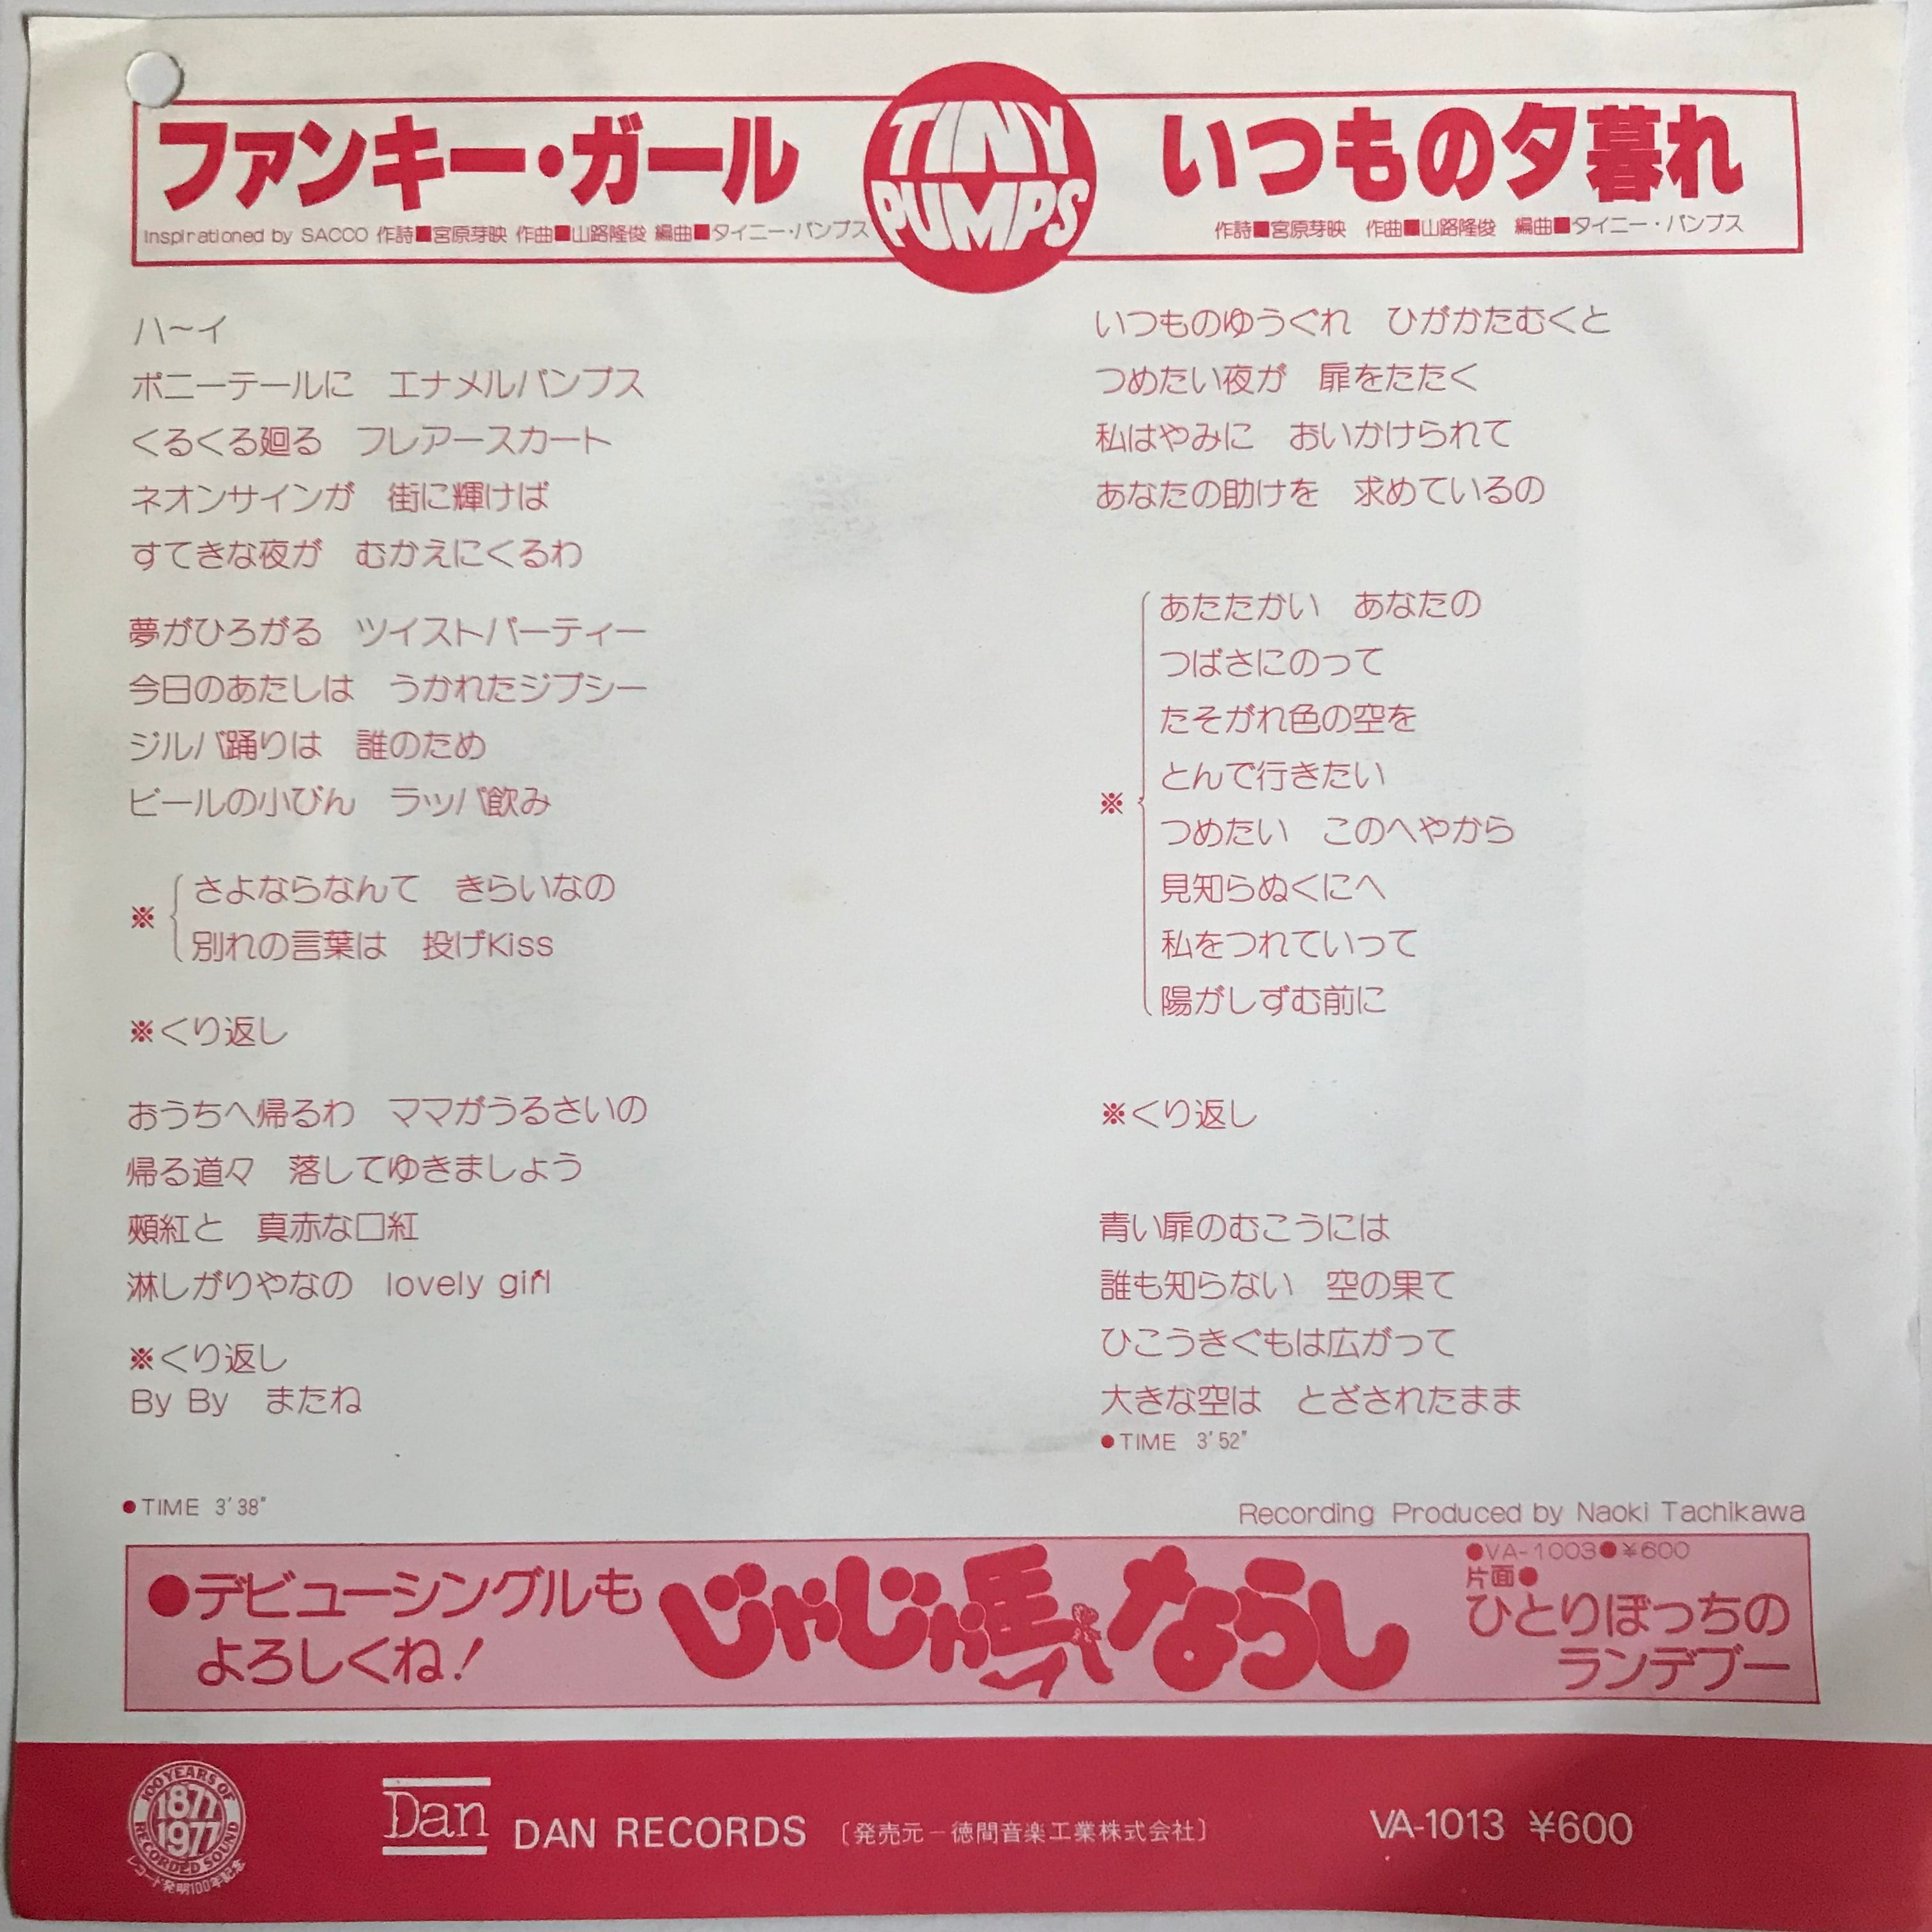 ファンキー・ガール
Inspirationed by SACCO 作詩■宮原芽映 作曲■山路隆俊 編曲■タイニー・パンプス
TINY
PUMPS
いつもの夕暮れ
作詩■宮原芽映 作曲■山路隆俊 編曲■タイニー・パンプス
ハ〜イ
ポニーテールに エナメルパンプス
くるくる廻る フレアースカート
ネオンサインが 街に輝けば
すてきな夜が むかえにくるわ
夢がひろがる ツイストパーティー
今日のあたしは うかれたジプシー
ジルバ踊りは 誰のため
ビールの小びん ラッパ飲み
※
さよならなんて きらいなの
別れの言葉は 投げKiss
※くり返し
おうちへ帰るわ ママがうるさいの
帰る道々 落してゆきましょう
頬紅と 真赤な口紅
淋しがりやなの lovely girl
※くり返し
By By またね
●TIME 3'38"
いつものゆうぐれ ひがかたむくと
つめたい夜が 扉をたたく
私はやみに おいかけられて
あなたの助けを 求めているの
※
あたたかい あなたの
つばさにのって
たそがれ色の空を
とんで行きたい
つめたい このへやから
見知らぬくにへ
私をつれていって
陽がしずむ前に
※くり返し
青い扉のむこうには
誰も知らない 空の果て
ひこうきぐもは広がって
大きな空は とざされたまま
●TIME 3'52"
Recording Produced by Naoki Tachikawa
●デビューシングルも
よろしくね!
じゃじゃ馬ならし
●VA-1003●¥600
片面●
ひとりぼっちの
ランデブー
100 YEARS OF
1877
1977
RECORDED SOUND
レコード発明100年記念
Dan
DAN RECORDS
〔発売元－徳間音楽工業株式会社〕
VA-1013 ¥600